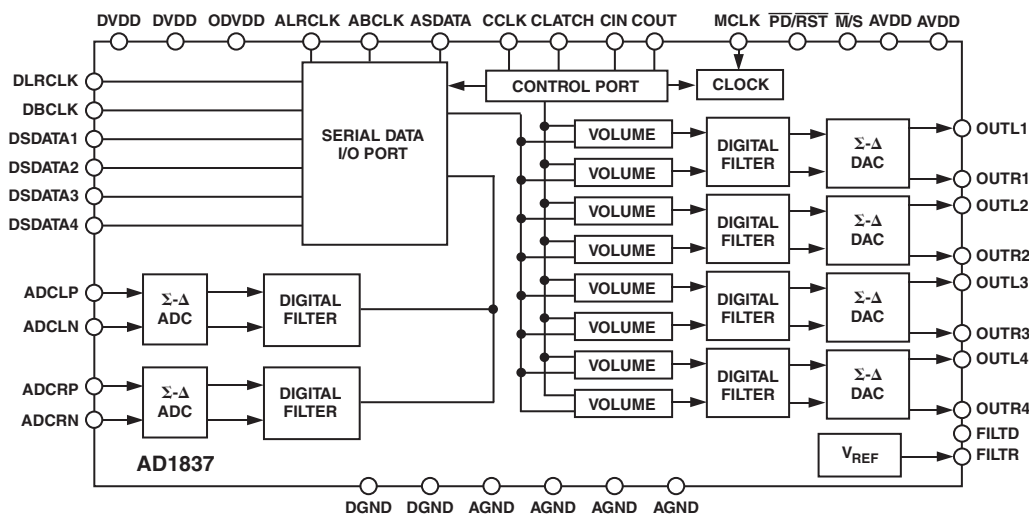 DVDD DVDD ODVDD ALRCLK ABCLK ASDATA CCLK CLATCH CIN COUT MCLK PD/RST M/S AVDD AVDD
DLRCLK
DBCLK
DSDATA1
DSDATA2
DSDATA3
DSDATA4
SERIAL DATA
I/O PORT
CONTROL PORT
CLOCK
VOLUME
VOLUME
DIGITAL
FILTER
Σ-Δ
DAC
OUTL1
OUTR1
VOLUME
VOLUME
DIGITAL
FILTER
Σ-Δ
DAC
OUTL2
OUTR2
ADCLP
ADCLN
Σ-Δ
ADC
DIGITAL
FILTER
VOLUME
VOLUME
DIGITAL
FILTER
Σ-Δ
DAC
OUTL3
OUTR3
ADCRP
ADCRN
Σ-Δ
ADC
DIGITAL
FILTER
VOLUME
VOLUME
DIGITAL
FILTER
Σ-Δ
DAC
OUTL4
OUTR4
FILTD
FILTR
VREF
AD1837
DGND DGND AGND AGND AGND AGND